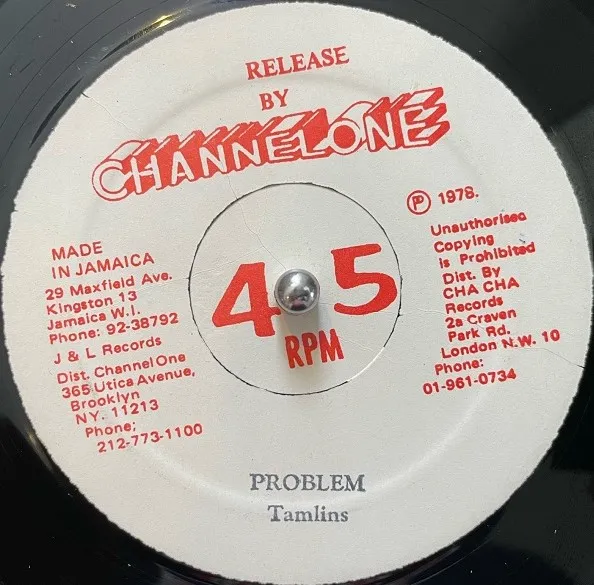 RELEASE
BY
CHANNELONE
MADE
IN JAMAICA
29 Maxfield Ave.
Kingston 13
Jamaica W.I.
Phone: 92-38792
J & L Records
Dist. ChannelOne
365 Utica Avenue,
Brooklyn
NY. 11213
Phone;
212-773-1100
45
RPM
℗ 1978.
Unauthorised
Copying
is Prohibited
Dist. By
CHA CHA
Records
2a Craven
Park Rd.
London N.W. 10
Phone:
01-961-0734
PROBLEM
Tamlins